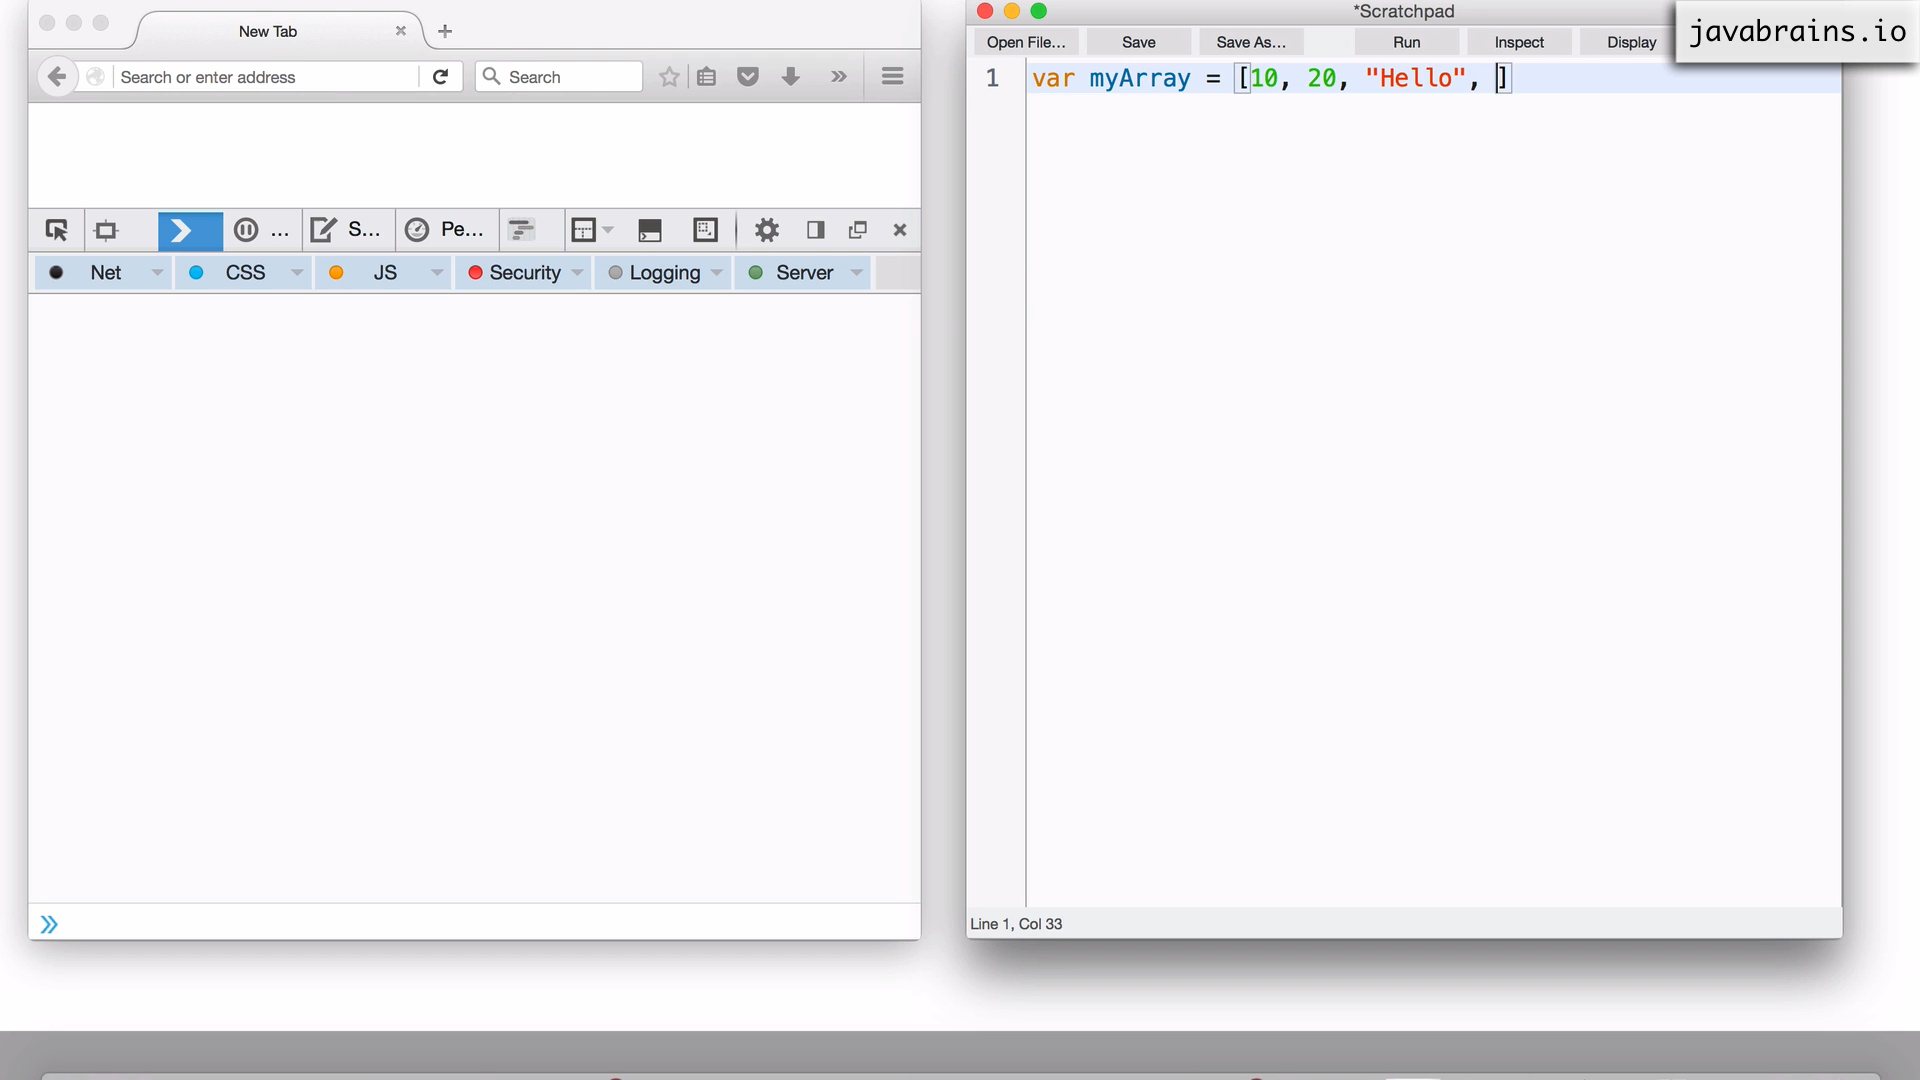 New Tab
Search or enter address
Search
... S... Pe...
Net CSS JS Security Logging Server
*Scratchpad
javabrains.io
Open File... Save Save As... Run Inspect Display
1 var myArray = [10, 20, "Hello", ]
Line 1, Col 33